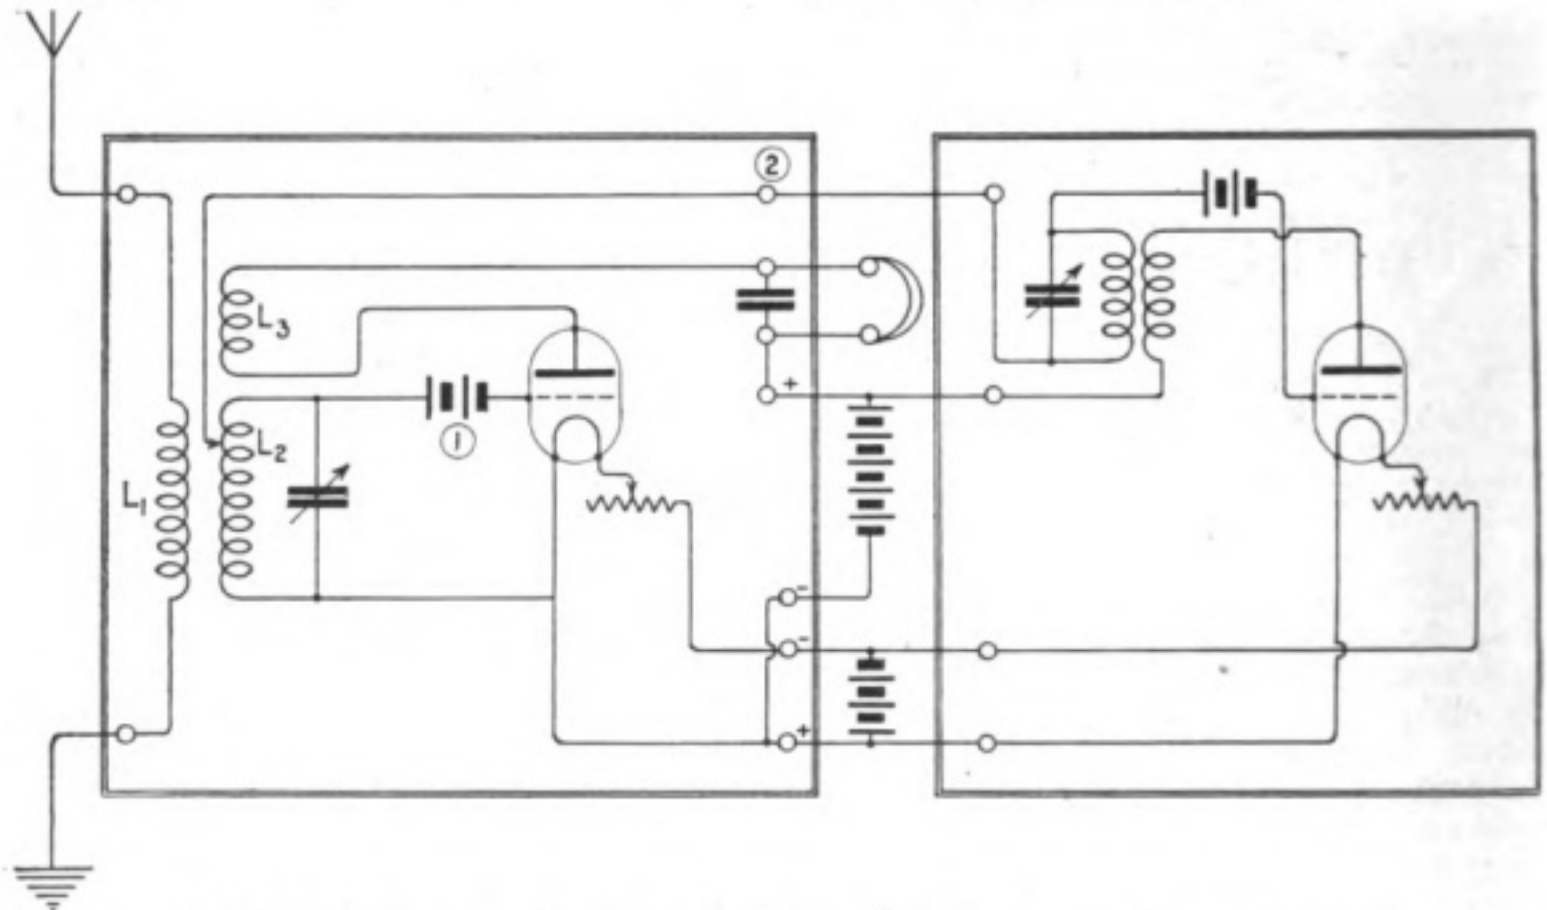 ②
L₃
+
L₂
①
L₁
-
-
+